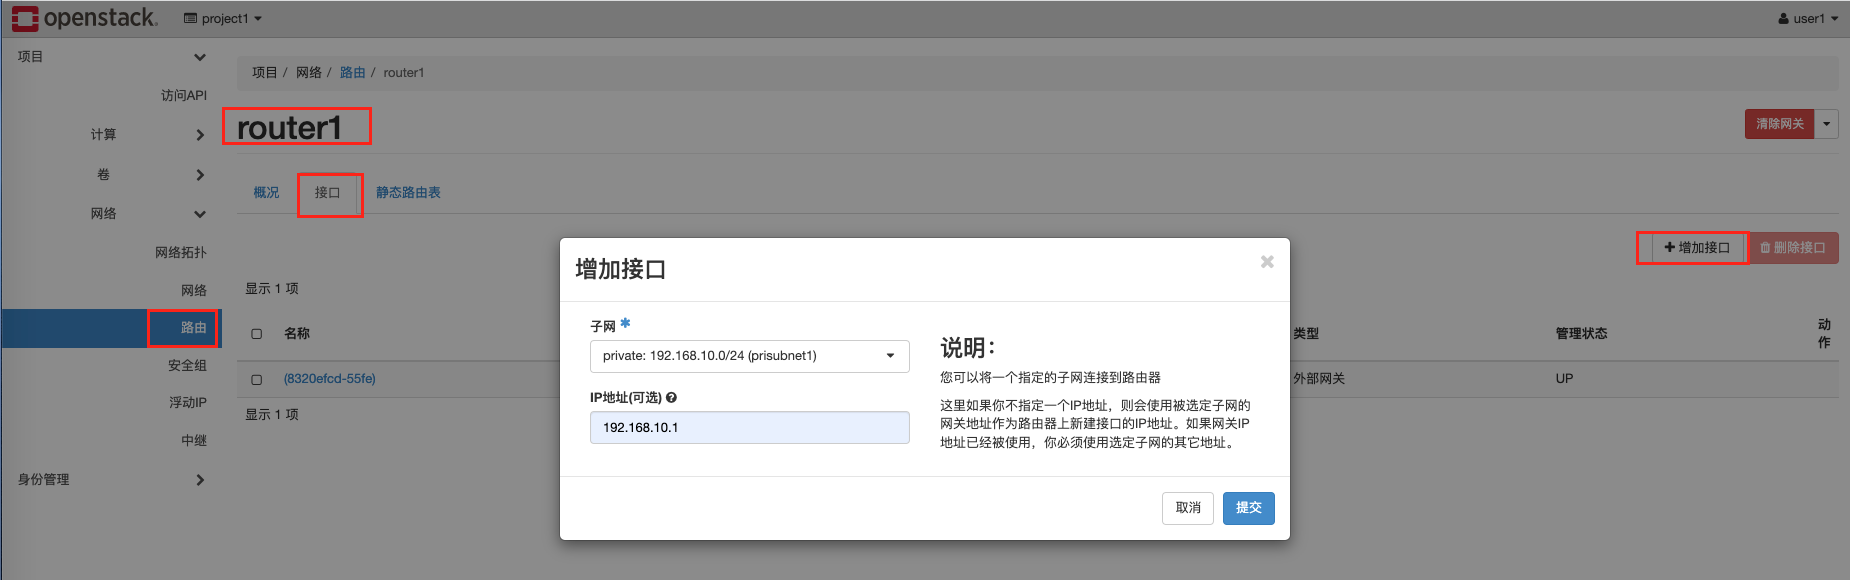 openstack. project1 user1
项目
访问API
计算
卷
网络
网络拓扑
网络
路由
安全组
浮动IP
中继
身份管理
项目 / 网络 / 路由 / router1
router1
清除网关
概况 接口 静态路由表
增加接口 删除接口
显示 1 项
名称 类型 管理状态 动作
(8320efcd-55fe) 外部网关 UP
显示 1 项
增加接口
子网 *
private: 192.168.10.0/24 (prisubnet1)
IP地址(可选)
192.168.10.1
说明：
您可以将一个指定的子网连接到路由器
这里如果你不指定一个IP地址，则会使用被选定子网的
网关地址作为路由器上新建接口的IP地址。如果网关IP
地址已经被使用，你必须使用选定子网的其它地址。
取消 提交